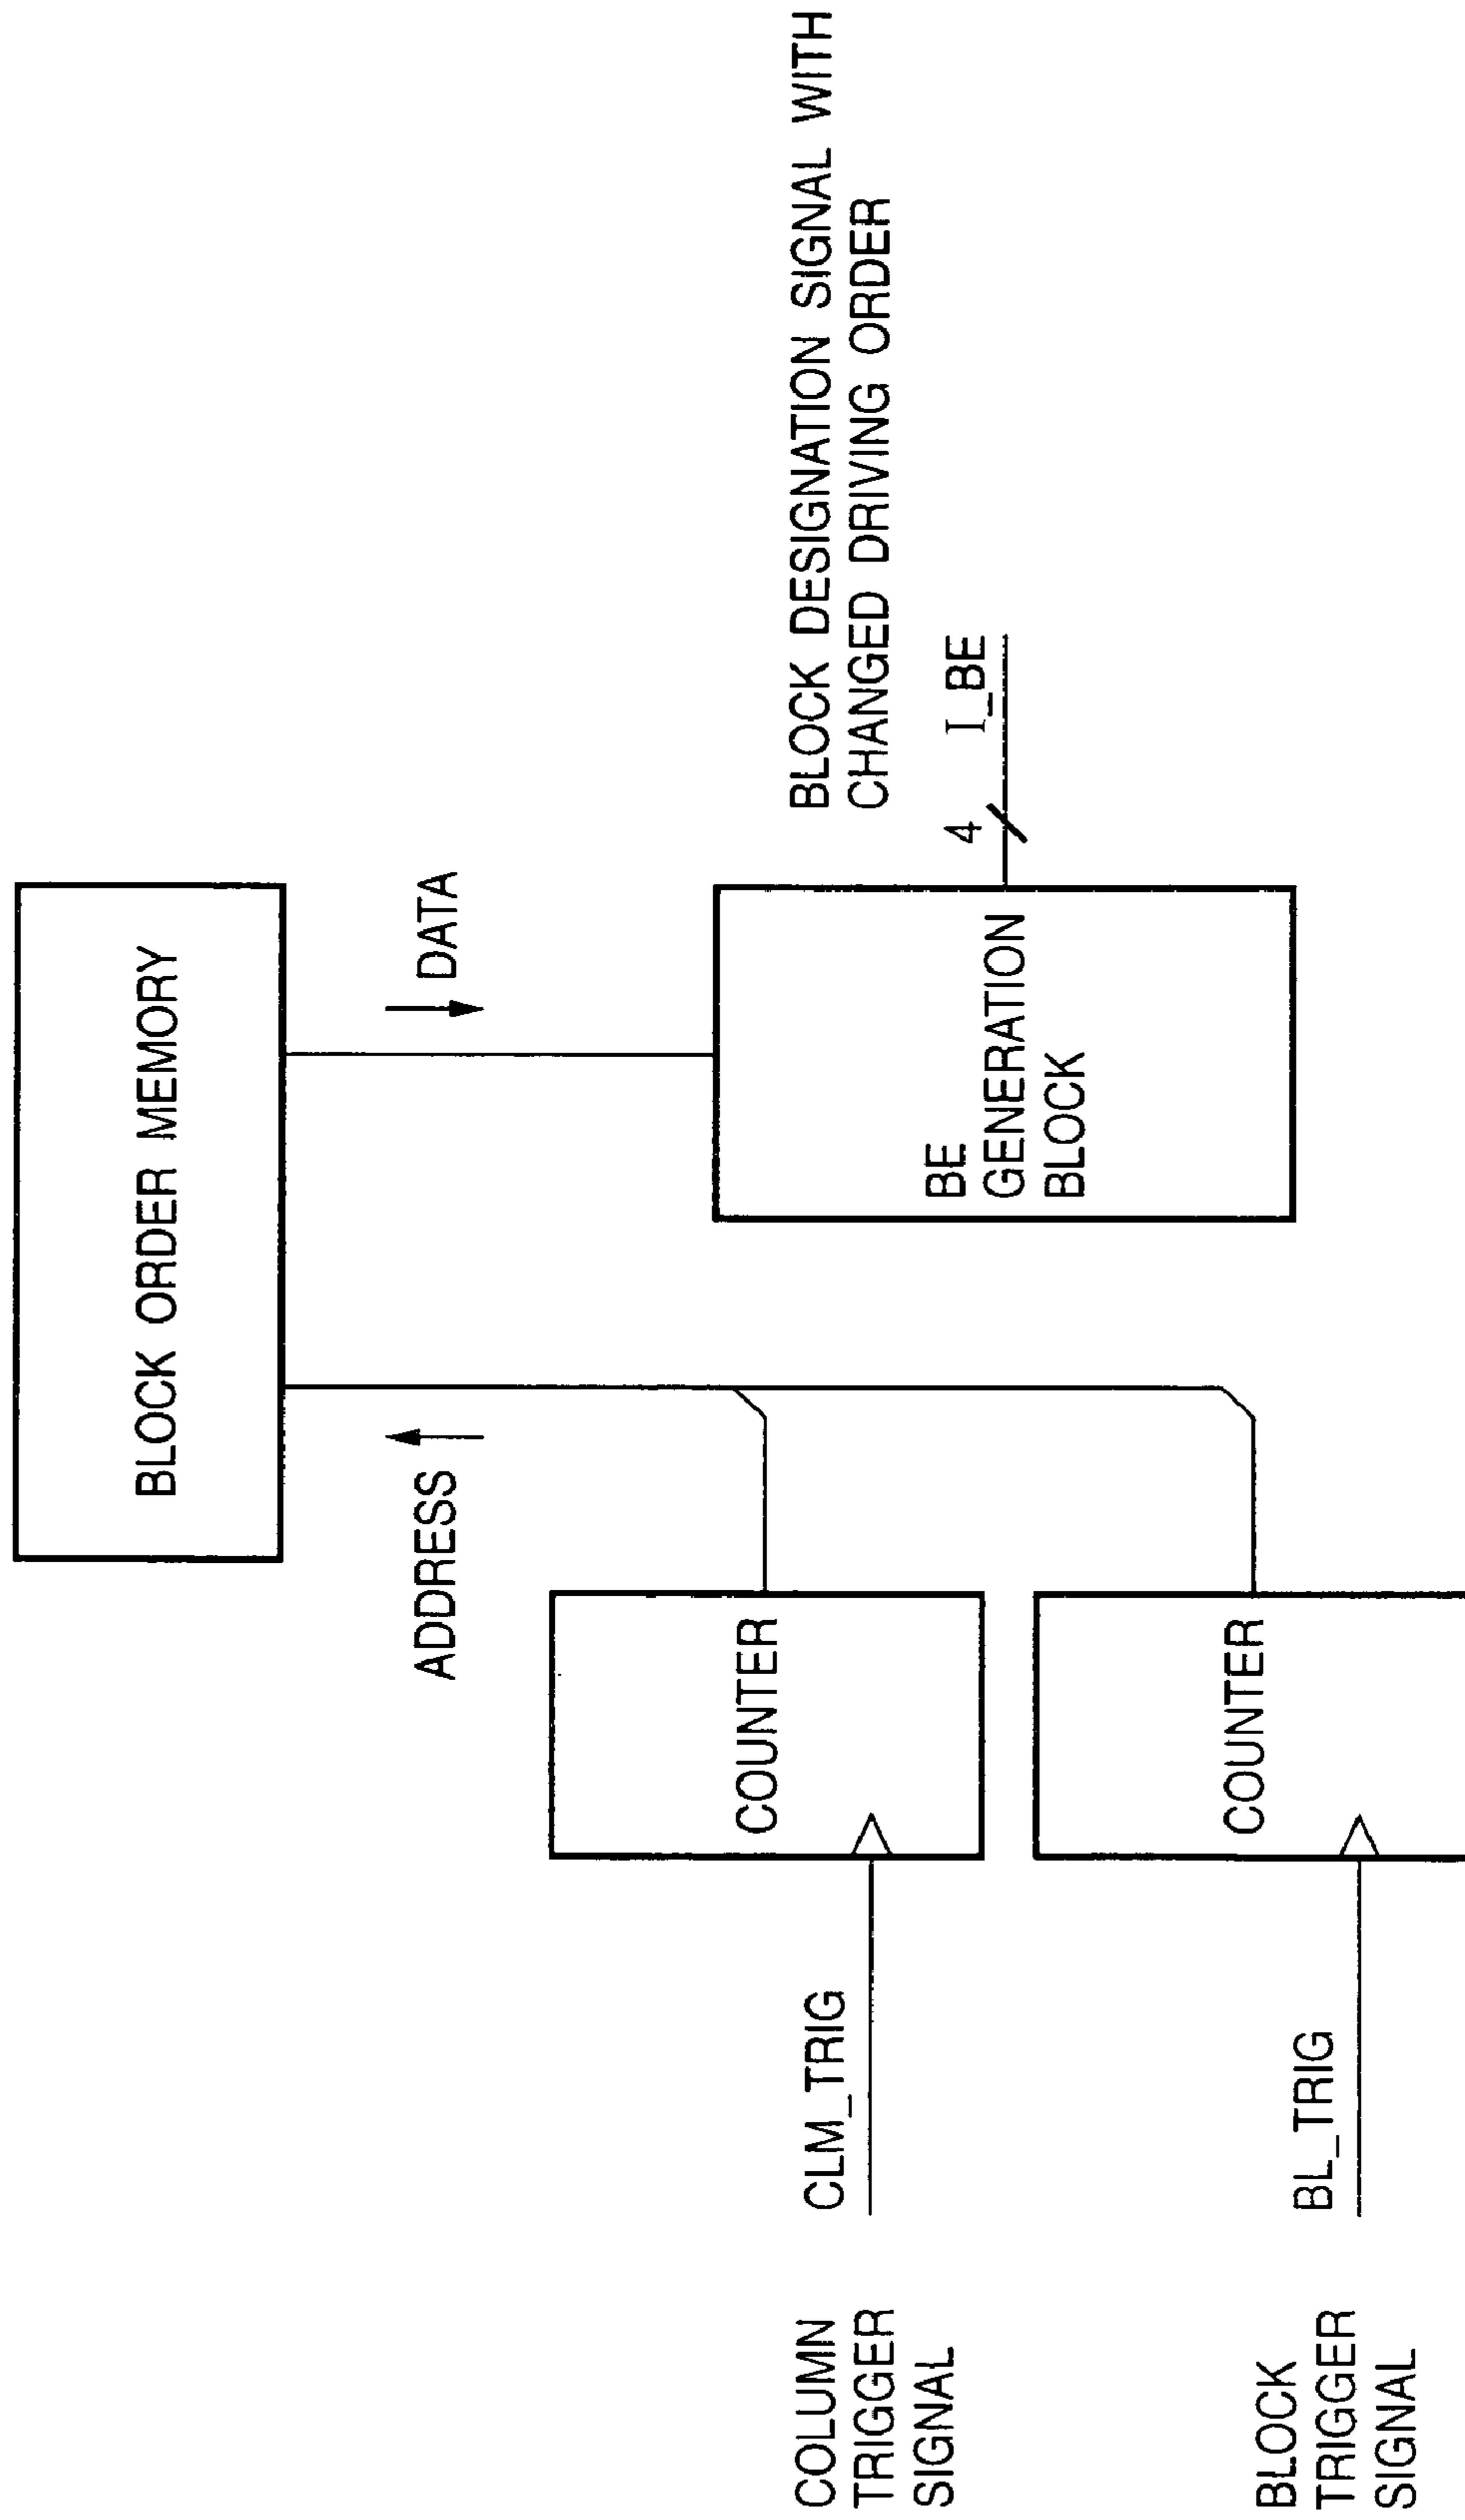 BLOCK ORDER MEMORY
ADDRESS
DATA
COLUMN
TRIGGER
SIGNAL
CLM_TRIG
COUNTER
BLOCK
TRIGGER
SIGNAL
BL_TRIG
COUNTER
BE
GENERATION
BLOCK
BLOCK DESIGNATION SIGNAL WITH
CHANGED DRIVING ORDER
4 I_BE